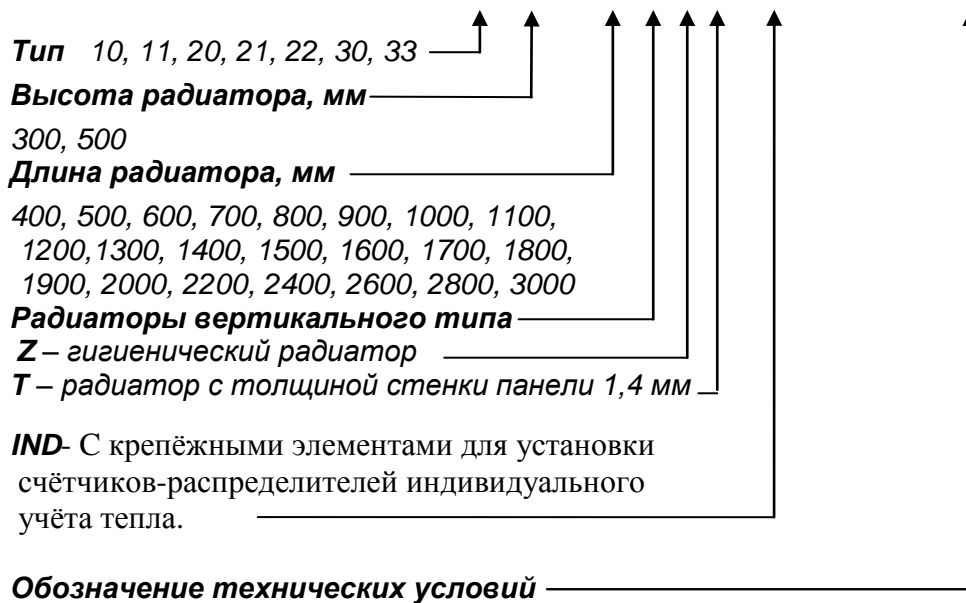 Тип 10, 11, 20, 21, 22, 30, 33
Высота радиатора, мм
300, 500
Длина радиатора, мм
400, 500, 600, 700, 800, 900, 1000, 1100,
1200,1300, 1400, 1500, 1600, 1700, 1800,
1900, 2000, 2200, 2400, 2600, 2800, 3000
Радиаторы вертикального типа
Z – гигиенический радиатор
T – радиатор с толщиной стенки панели 1,4 мм
IND- С крепёжными элементами для установки
счётчиков-распределителей индивидуального
учёта тепла.
Обозначение технических условий